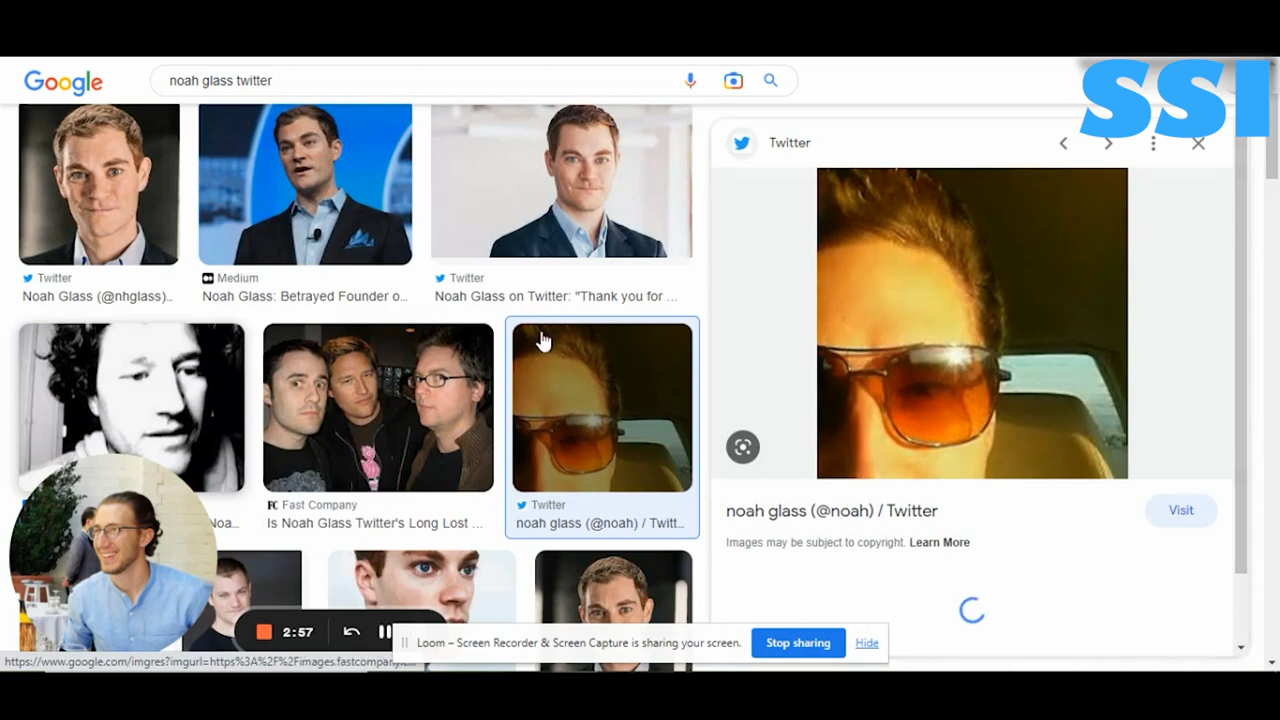 SSI
Google
noah glass twitter
Twitter
Twitter
Noah Glass (@nhglass)...
Medium
Noah Glass: Betrayed Founder o...
Twitter
Noah Glass on Twitter: "Thank you for ...
Noa...
FC Fast Company
Is Noah Glass Twitter's Long Lost ...
Twitter
noah glass (@noah) / Twitt...
noah glass (@noah) / Twitter
Visit
Images may be subject to copyright. Learn More
2:57
Loom – Screen Recorder & Screen Capture is sharing your screen.
Stop sharing
Hide
https://www.google.com/imgres?imgurl=https%3A%2F%2Fimages.fastcompany.c...